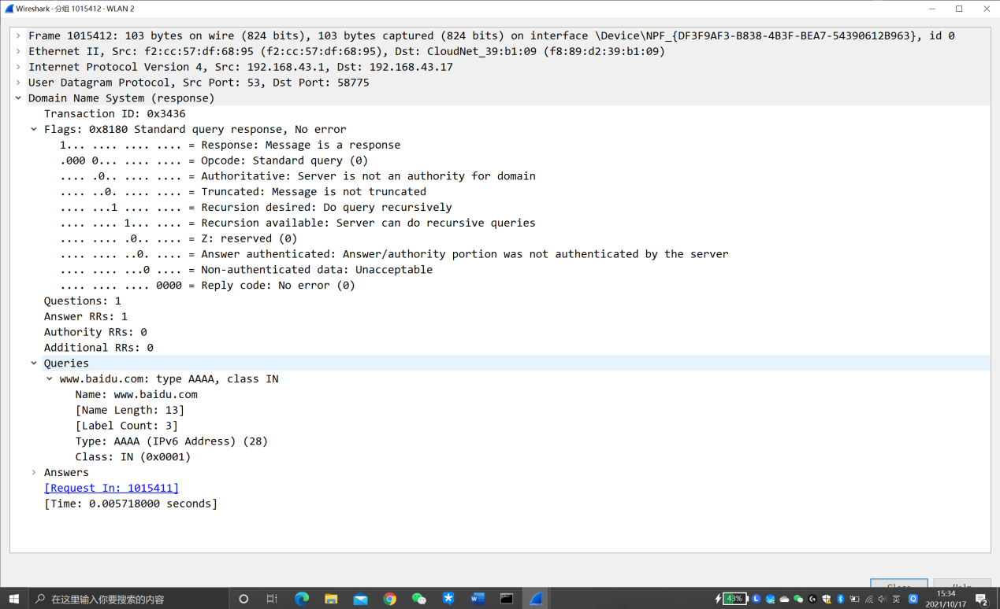 Wireshark · 分组 1015412 · WLAN 2
Frame 1015412: 103 bytes on wire (824 bits), 103 bytes captured (824 bits) on interface \Device\NPF_{DF3F9AF3-B838-4B3F-BEA7-54390612B963}, id 0
Ethernet II, Src: f2:cc:57:df:68:95 (f2:cc:57:df:68:95), Dst: CloudNet_39:b1:09 (f8:89:d2:39:b1:09)
Internet Protocol Version 4, Src: 192.168.43.1, Dst: 192.168.43.17
User Datagram Protocol, Src Port: 53, Dst Port: 58775
Domain Name System (response)
Transaction ID: 0x3436
Flags: 0x8180 Standard query response, No error
1... .... .... .... = Response: Message is a response
.000 0... .... .... = Opcode: Standard query (0)
.... .0.. .... .... = Authoritative: Server is not an authority for domain
.... ..0. .... .... = Truncated: Message is not truncated
.... ...1 .... .... = Recursion desired: Do query recursively
.... .... 1... .... = Recursion available: Server can do recursive queries
.... .... .0.. .... = Z: reserved (0)
.... .... ..0. .... = Answer authenticated: Answer/authority portion was not authenticated by the server
.... .... ...0 .... = Non-authenticated data: Unacceptable
.... .... .... 0000 = Reply code: No error (0)
Questions: 1
Answer RRs: 1
Authority RRs: 0
Additional RRs: 0
Queries
www.baidu.com: type AAAA, class IN
Name: www.baidu.com
[Name Length: 13]
[Label Count: 3]
Type: AAAA (IPv6 Address) (28)
Class: IN (0x0001)
Answers
[Request In: 1015411]
[Time: 0.005718000 seconds]
在这里输入你要搜索的内容
43%
英
15:34
2021/10/17
2